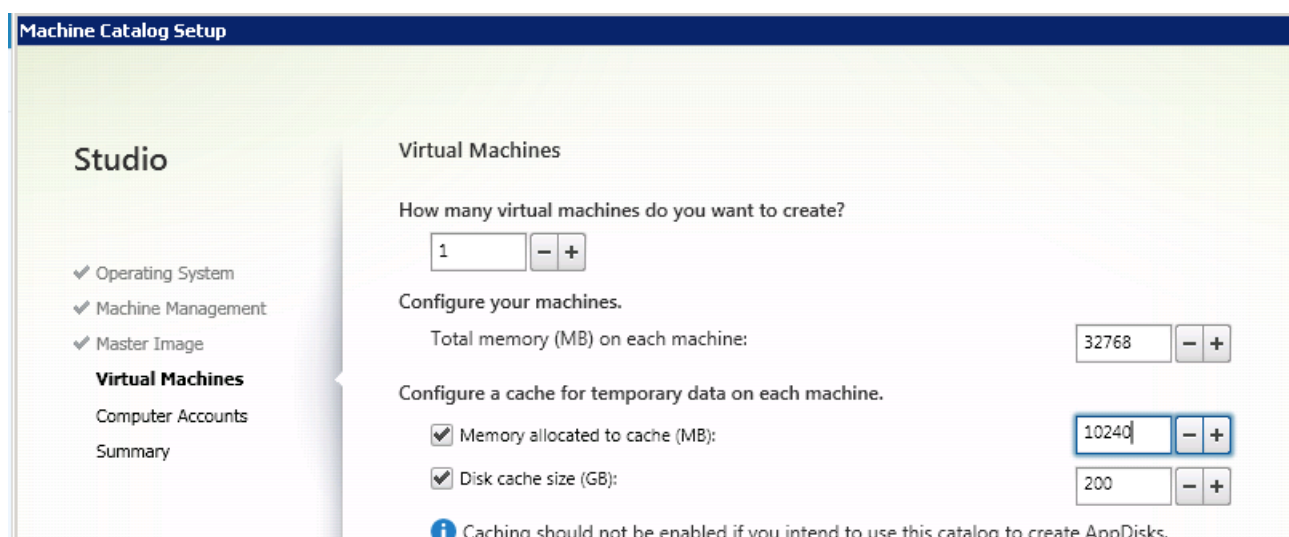 Machine Catalog Setup
Studio
Operating System
Machine Management
Master Image
Virtual Machines
Computer Accounts
Summary
Virtual Machines
How many virtual machines do you want to create?
1
Configure your machines.
Total memory (MB) on each machine: 32768
Configure a cache for temporary data on each machine.
Memory allocated to cache (MB): 10240
Disk cache size (GB): 200
Caching should not be enabled if you intend to use this catalog to create AppDisks.